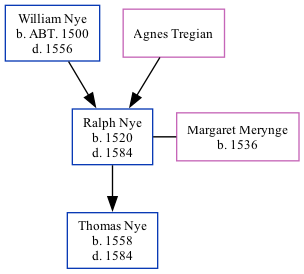 William Nye
b. ABT. 1500
d. 1556
Agnes Tregian
Ralph Nye
b. 1520
d. 1584
Margaret Merynge
b. 1536
Thomas Nye
b. 1558
d. 1584